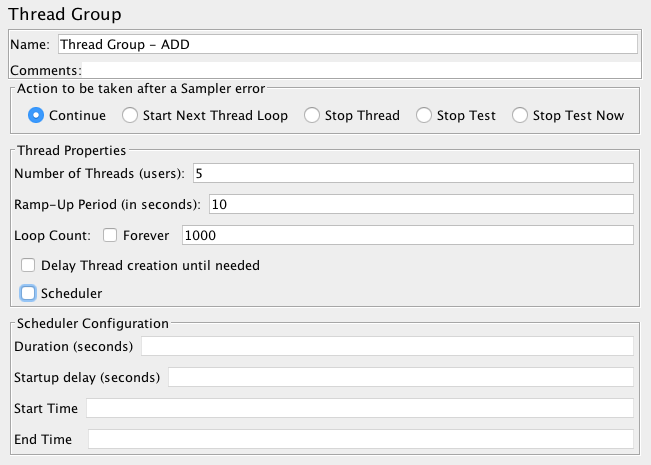 Thread Group
Name: Thread Group - ADD
Comments:
Action to be taken after a Sampler error
Continue Start Next Thread Loop Stop Thread Stop Test Stop Test Now
Thread Properties
Number of Threads (users): 5
Ramp-Up Period (in seconds): 10
Loop Count: Forever 1000
Delay Thread creation until needed
Scheduler
Scheduler Configuration
Duration (seconds)
Startup delay (seconds)
Start Time
End Time